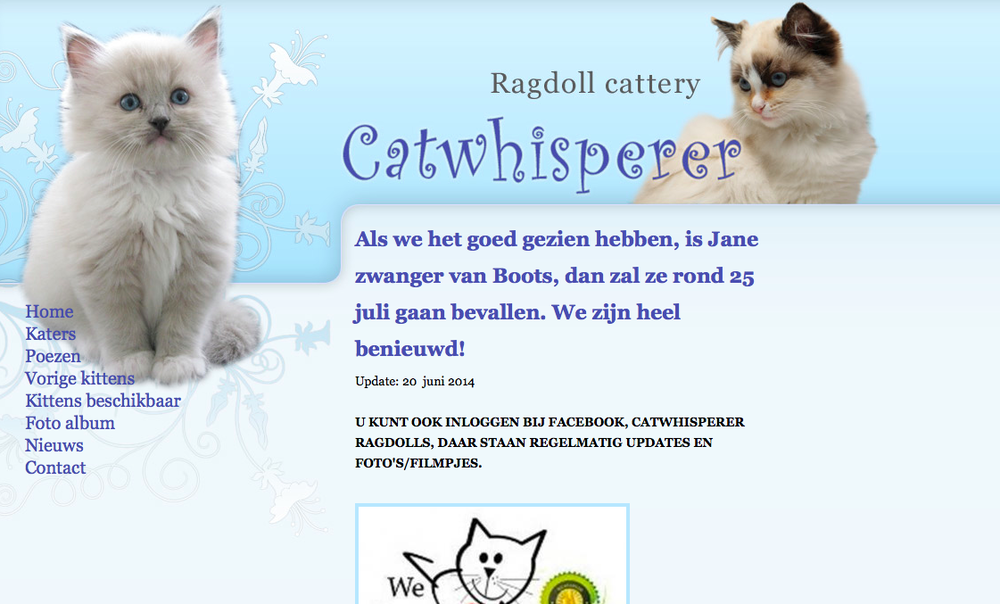 Ragdoll cattery
Catwhisperer
Home
Katers
Poezen
Vorige kittens
Kittens beschikbaar
Foto album
Nieuws
Contact
Als we het goed gezien hebben, is Jane
zwanger van Boots, dan zal ze rond 25
juli gaan bevallen. We zijn heel
benieuwd!
Update: 20  juni 2014
U KUNT OOK INLOGGEN BIJ FACEBOOK, CATWHISPERER
RAGDOLLS, DAAR STAAN REGELMATIG UPDATES EN
FOTO'S/FILMPJES.
We